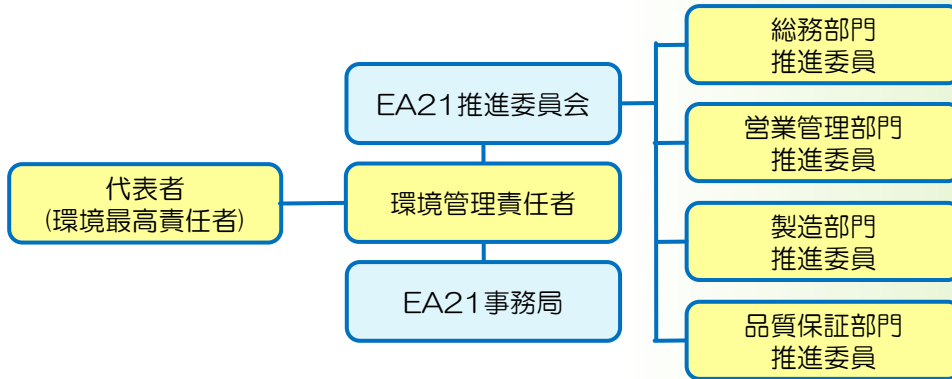 代表者
(環境最高責任者)
EA21推進委員会
環境管理責任者
EA21事務局
総務部門
推進委員
営業管理部門
推進委員
製造部門
推進委員
品質保証部門
推進委員